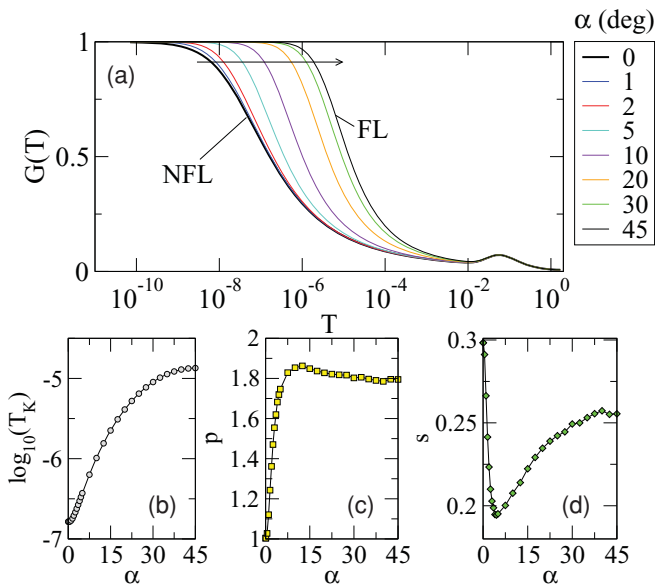 α (deg)
0
1
2
5
10
20
30
45
1
0.5
0
G(T)
(a)
NFL
FL
10^-10
10^-8
10^-6
10^-4
10^-2
10^0
T
-5
-6
-7
log10(TK)
(b)
0 15 30 45
α
2
1.8
1.6
1.4
1.2
1
p
(c)
0 15 30 45
α
0.3
0.25
0.2
s
(d)
0 15 30 45
α